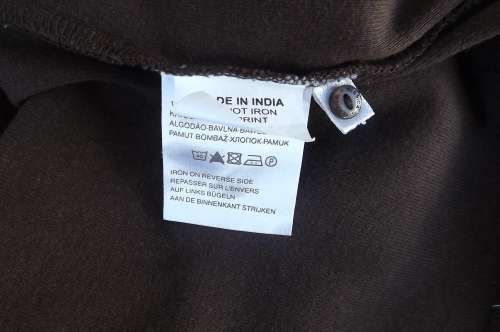 DE IN INDIA
NOT IRON
PRINT
ALGODÃO-BAVLNA
PAMUT BOMBAŽ-ХЛОПОК-PAMUK
IRON ON REVERSE SIDE
REPASSER SUR L'ENVERS
AUF LINKS BÜGELN
AAN DE BINNENKANT STRIJKEN